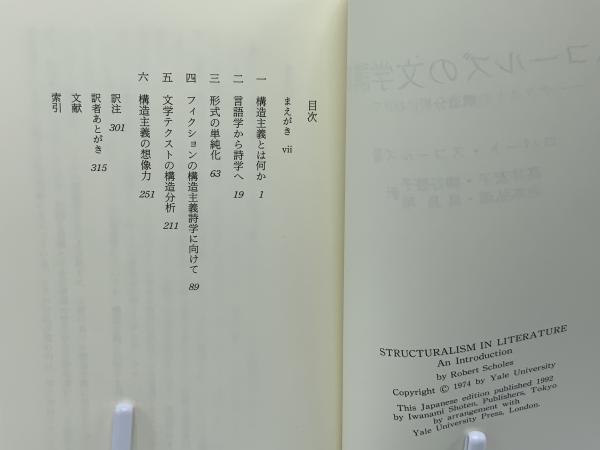 目次
まえがき vii
一 構造主義とは何か 1
二 言語学から詩学へ 19
三 形式の単純化 63
四 フィクションの構造主義詩学に向けて 89
五 文学テクストの構造分析 211
六 構造主義の想像力 251
訳注 301
訳者あとがき 315
文献
索引
STRUCTURALISM IN LITERATURE
An Introduction
by Robert Scholes
Copyright © 1974 by Yale University
This Japanese edition published 1992
by Iwanami Shoten, Publishers, Tokyo
by arrangement with
Yale University Press, London.